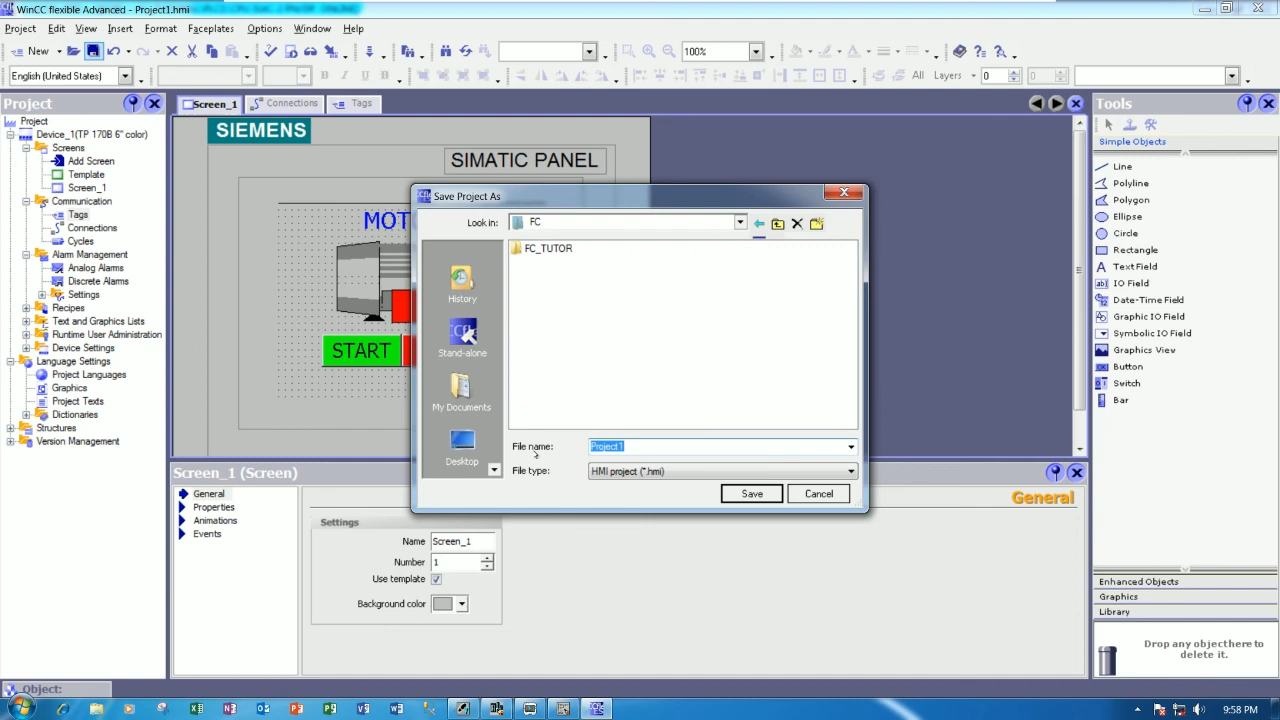 WinCC flexible Advanced - Project1.hmi
Project Edit View Insert Format Faceplates Options Window Help
New 100%
English (United States) All Layers 0 0
Project
Screen_1 Connections Tags
Tools
Project
Device_1(TP 170B 6" color)
Screens
Add Screen
Template
Screen_1
Communication
Tags
Connections
Cycles
Alarm Management
Analog Alarms
Discrete Alarms
Settings
Recipes
Text and Graphics Lists
Runtime User Administration
Device Settings
Language Settings
Project Languages
Graphics
Project Texts
Dictionaries
Structures
Version Management
SIEMENS
SIMATIC PANEL
MOT
START
Save Project As
Look in: FC
FC_TUTOR
History
Stand-alone
My Documents
Desktop
File name: Project1
File type: HMI project (*.hmi)
Save Cancel
Simple Objects
Line
Polyline
Polygon
Ellipse
Circle
Rectangle
Text Field
IO Field
Date-Time Field
Graphic IO Field
Symbolic IO Field
Graphics View
Button
Switch
Bar
Enhanced Objects
Graphics
Library
Drop any object here to
delete it.
Screen_1 (Screen)
General
Properties
Animations
Events
General
Settings
Name Screen_1
Number 1
Use template
Background color
Object:
9:58 PM